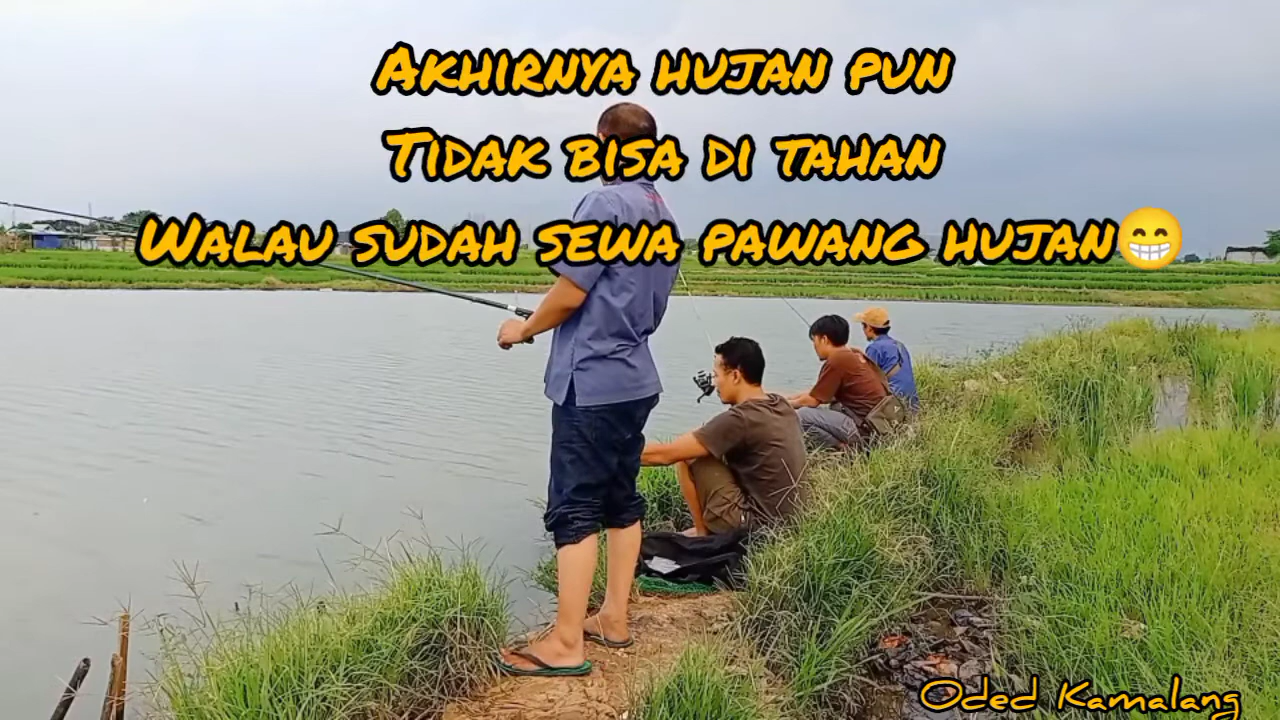 Akhirnya hujan pun
Tidak bisa di tahan
Walau sudah sewa pawang hujan😁
Oded Kamalang